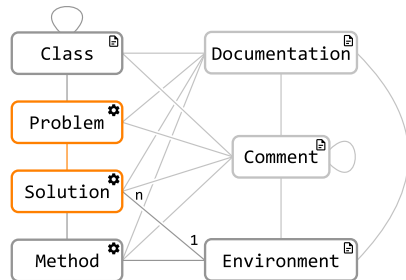 Class
Documentation
Problem
Comment
Solution
n
1
Method
Environment